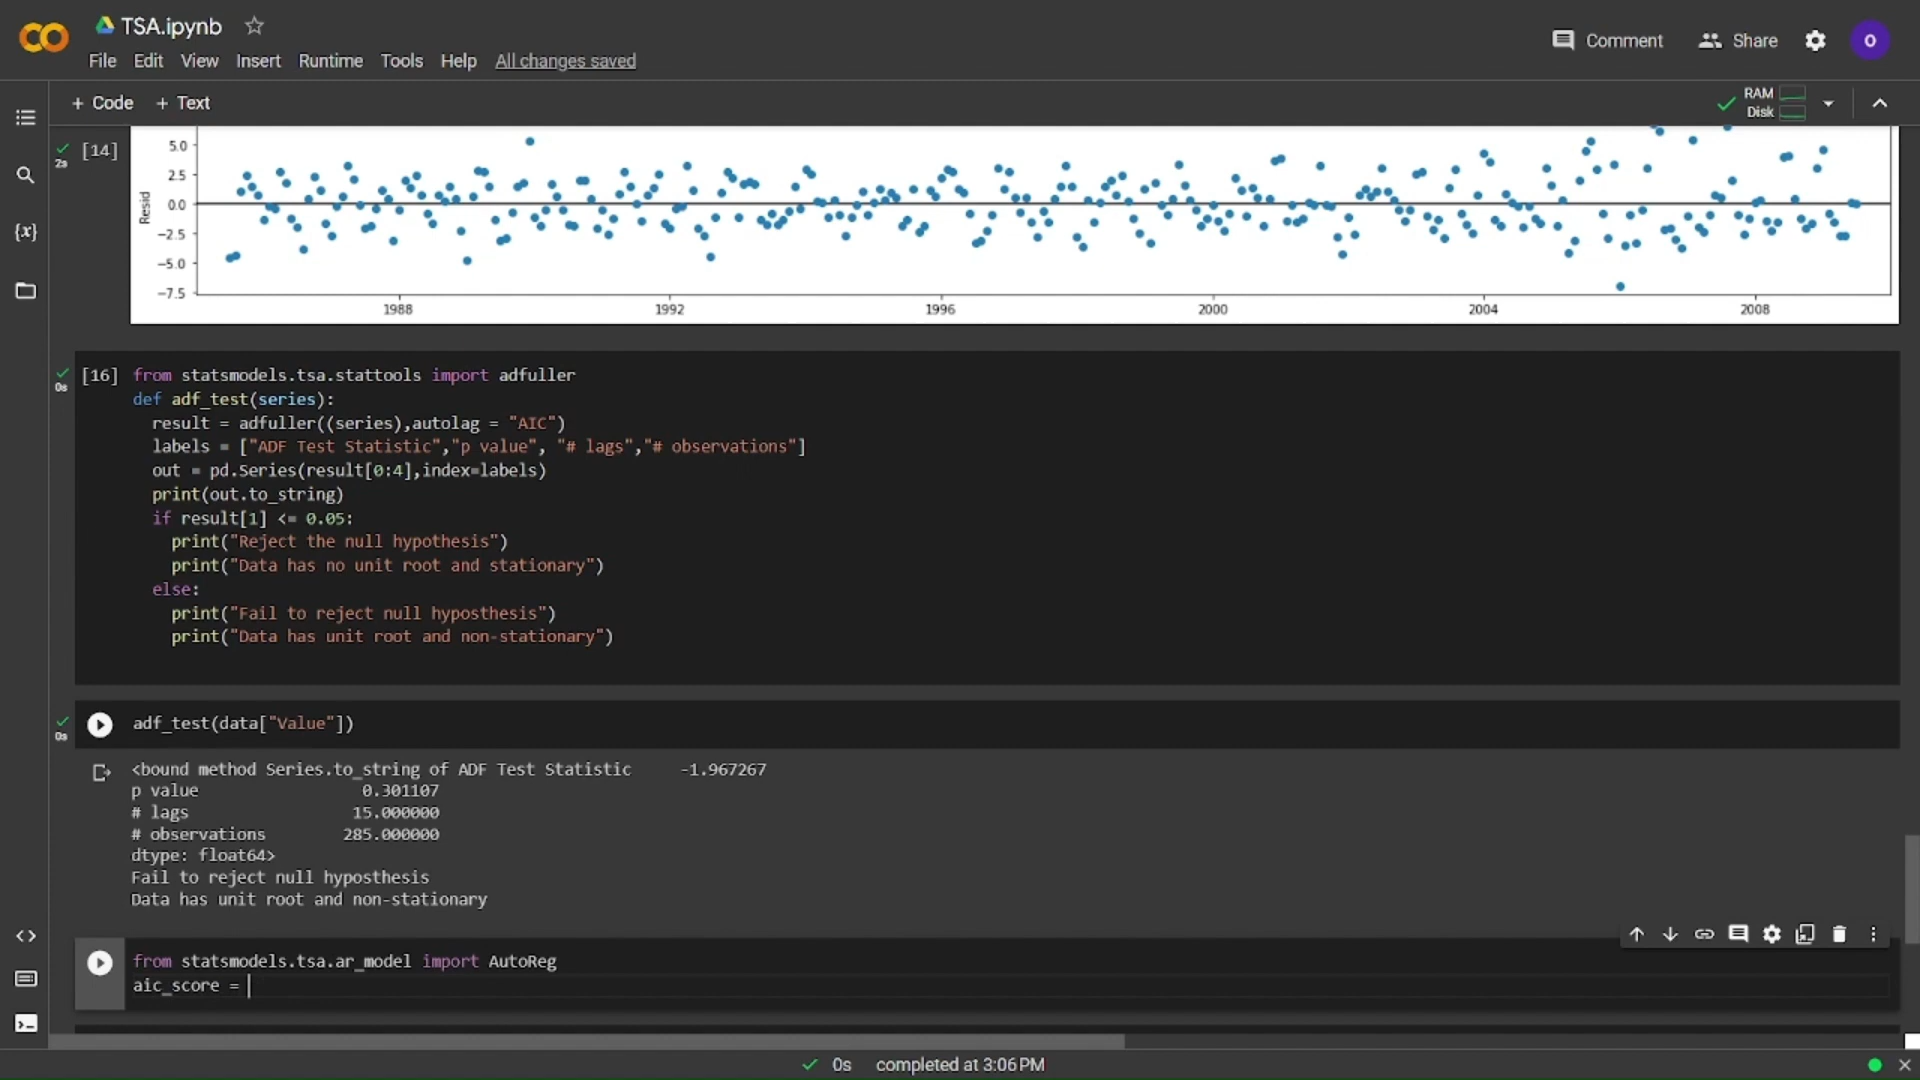 TSA.ipynb
Comment
Share
O
File Edit View Insert Runtime Tools Help All changes saved
+ Code + Text
RAM
Disk
2s
[14]
5.0
2.5
0.0
−2.5
−5.0
−7.5
Resid
1988 1992 1996 2000 2004 2008
{x}
0s
[16] from statsmodels.tsa.stattools import adfuller
def adf_test(series):
result = adfuller((series),autolag = "AIC")
labels = ["ADF Test Statistic","p value", "# lags","# observations"]
out = pd.Series(result[0:4],index=labels)
print(out.to_string)
if result[1] <= 0.05:
print("Reject the null hypothesis")
print("Data has no unit root and stationary")
else:
print("Fail to reject null hyposthesis")
print("Data has unit root and non-stationary")
0s
adf_test(data["Value"])
<bound method Series.to_string of ADF Test Statistic -1.967267
p value 0.301107
# lags 15.000000
# observations 285.000000
dtype: float64>
Fail to reject null hyposthesis
Data has unit root and non-stationary
from statsmodels.tsa.ar_model import AutoReg
aic_score =
0s completed at 3:06 PM